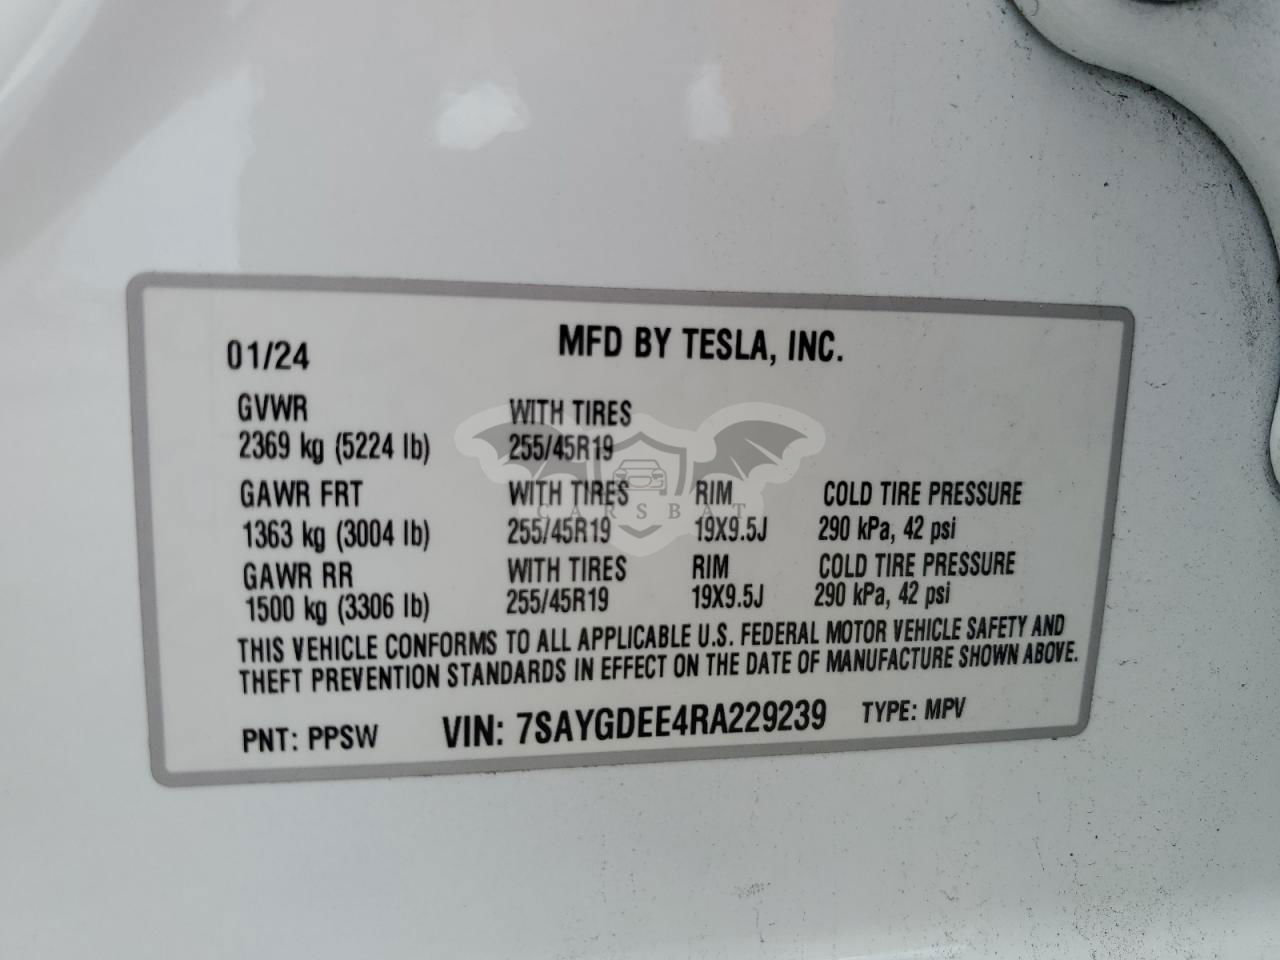 01/24 MFD BY TESLA, INC.
GVWR WITH TIRES
2369 kg (5224 lb) 255/45R19
GAWR FRT WITH TIRES RIM COLD TIRE PRESSURE
1363 kg (3004 lb) 255/45R19 19X9.5J 290 kPa, 42 psi
GAWR RR WITH TIRES RIM COLD TIRE PRESSURE
1500 kg (3306 lb) 255/45R19 19X9.5J 290 kPa, 42 psi
THIS VEHICLE CONFORMS TO ALL APPLICABLE U.S. FEDERAL MOTOR VEHICLE SAFETY AND
THEFT PREVENTION STANDARDS IN EFFECT ON THE DATE OF MANUFACTURE SHOWN ABOVE.
PNT: PPSW VIN: 7SAYGDEE4RA229239 TYPE: MPV
CARSBAT